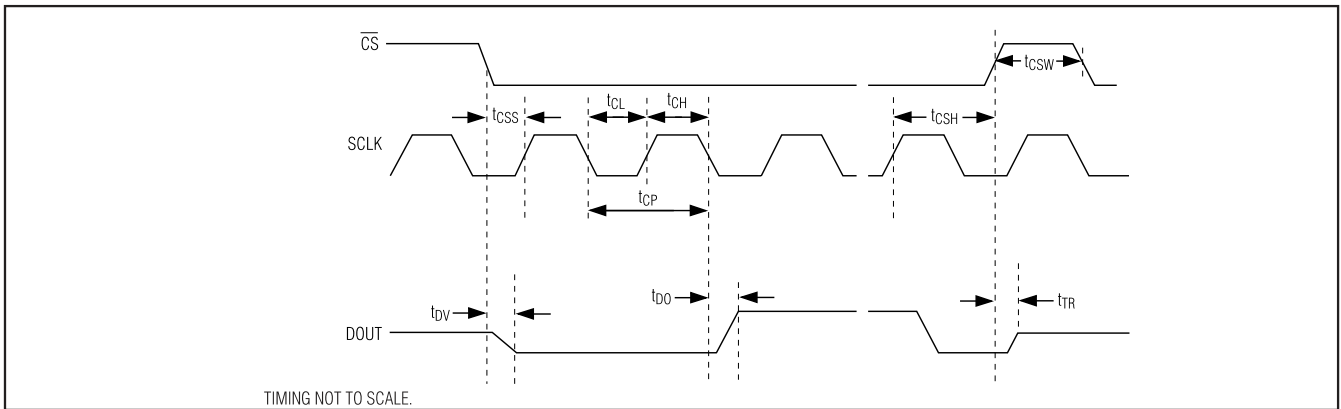 CS
tCSW
tCSS
tCL
tCH
tCSH
SCLK
tCP
tDV
tDO
tTR
DOUT
TIMING NOT TO SCALE.